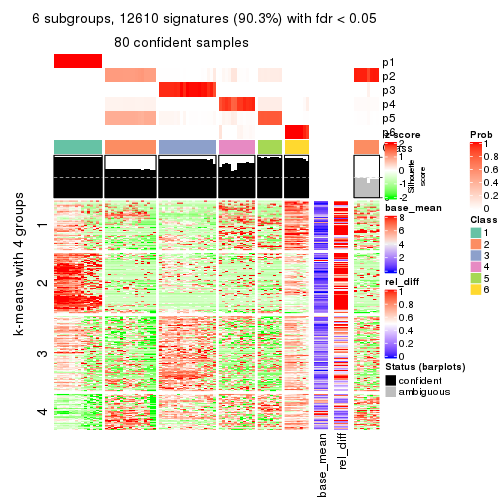 6 subgroups, 12610 signatures (90.3%) with fdr < 0.05
80 confident samples
p1
p2
p3
p4
p5
p6
Class
Silhouette
score
k-means with 4 groups
1
2
3
4
base_mean
rel_diff
z-score
2
1
0
-1
-2
base_mean
8
6
4
2
0
rel_diff
1
0.8
0.6
0.4
0.2
0
Status (barplots)
confident
ambiguous
Prob
1
0.8
0.6
0.4
0.2
0
Class
1
2
3
4
5
6